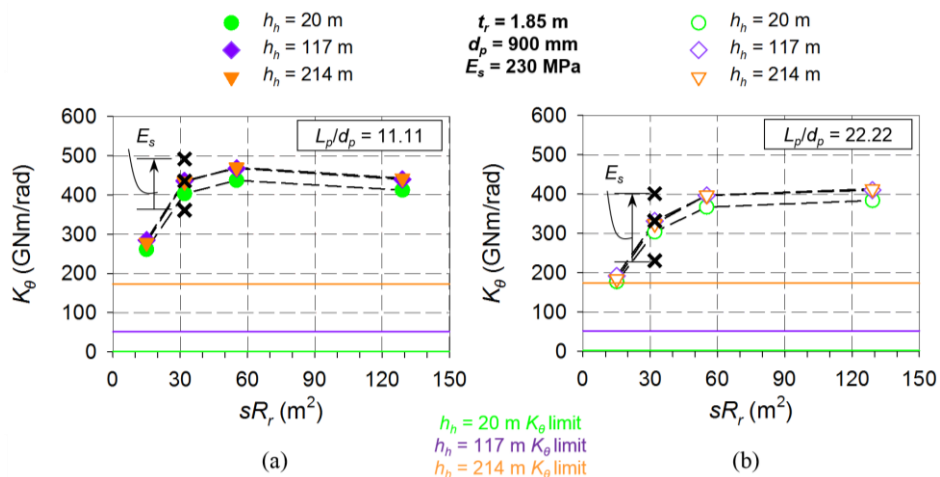 h_h = 20 m
h_h = 117 m
h_h = 214 m
t_r = 1.85 m
d_p = 900 mm
E_s = 230 MPa
h_h = 20 m
h_h = 117 m
h_h = 214 m
K_θ (GNm/rad)
600
500
400
300
200
100
0
E_s
L_p/d_p = 11.11
0 30 60 90 120 150
sR_r (m²)
(a)
K_θ (GNm/rad)
600
500
400
300
200
100
0
E_s
L_p/d_p = 22.22
0 30 60 90 120 150
sR_r (m²)
(b)
h_h = 20 m K_θ limit
h_h = 117 m K_θ limit
h_h = 214 m K_θ limit